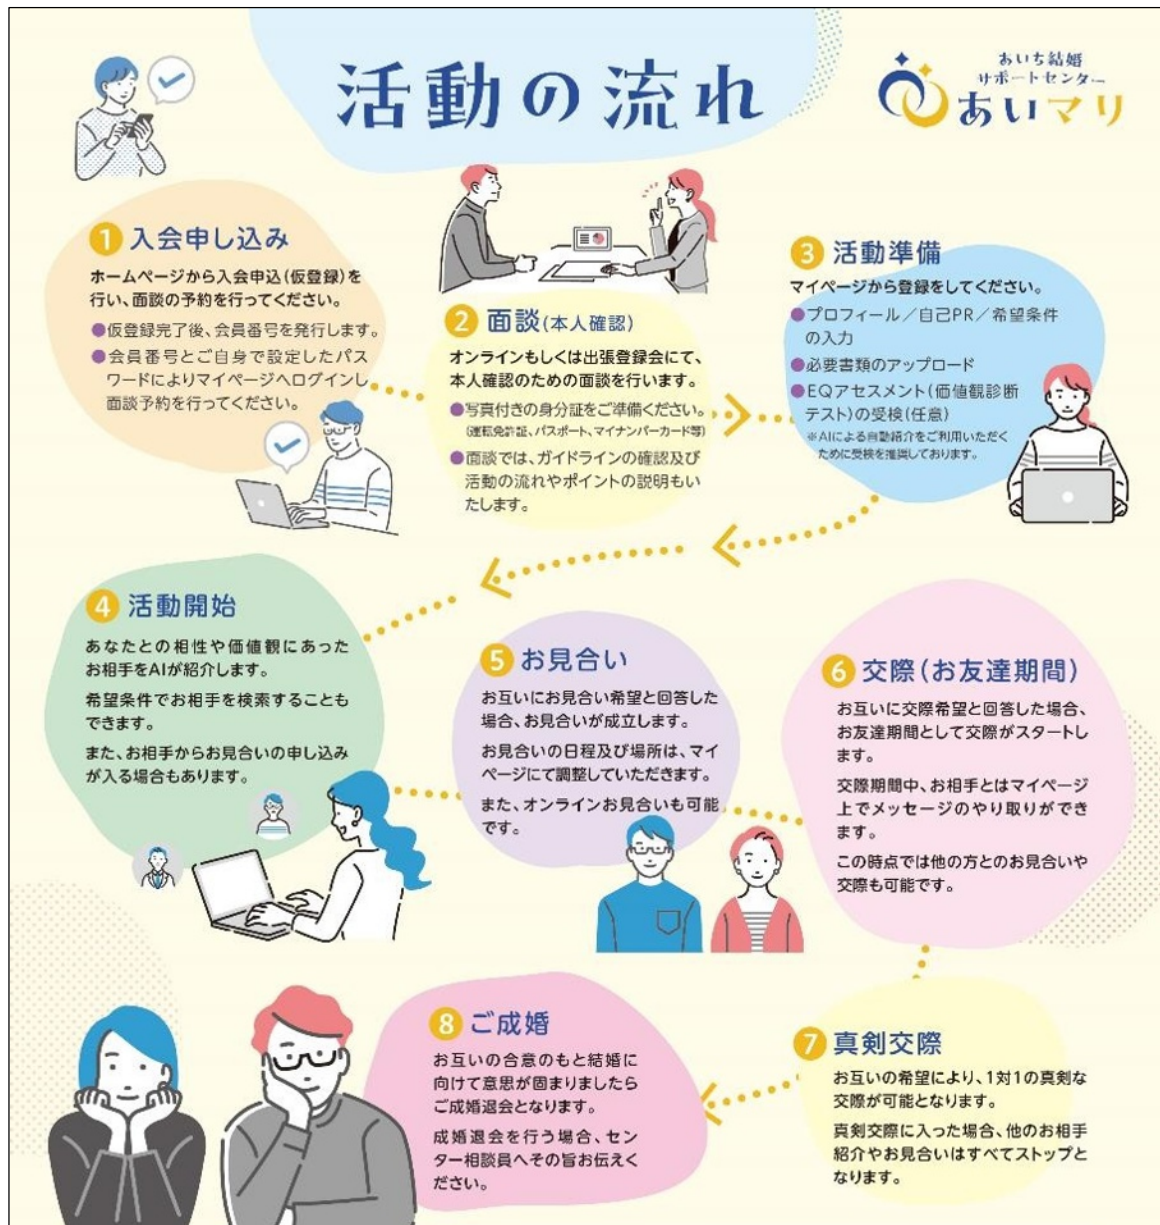 活動の流れ
あいち結婚
サポートセンター
あいマリ
1 入会申し込み
ホームページから入会申込(仮登録)を
行い、面談の予約を行ってください。
●仮登録完了後、会員番号を発行します。
●会員番号とご自身で設定したパス
ワードによりマイページへログインし
面談予約を行ってください。
2 面談(本人確認)
オンラインもしくは出張登録会にて、
本人確認のための面談を行います。
●写真付きの身分証をご準備ください。
(運転免許証、パスポート、マイナンバーカード等)
●面談では、ガイドラインの確認及び
活動の流れやポイントの説明もい
たします。
3 活動準備
マイページから登録をしてください。
●プロフィール/自己PR/希望条件
の入力
●必要書類のアップロード
●EQアセスメント(価値観診断
テスト)の受検(任意)
※AIによる自動紹介をご利用いただく
ために受検を推奨しております。
4 活動開始
あなたとの相性や価値観にあった
お相手をAIが紹介します。
希望条件でお相手を検索することも
できます。
また、お相手からお見合いの申し込み
が入る場合もあります。
5 お見合い
お互いにお見合い希望と回答した
場合、お見合いが成立します。
お見合いの日程及び場所は、マイ
ページにて調整していただきます。
また、オンラインお見合いも可能
です。
6 交際(お友達期間)
お互いに交際希望と回答した場合、
お友達期間として交際がスタートし
ます。
交際期間中、お相手とはマイページ
上でメッセージのやり取りができ
ます。
この時点では他の方とのお見合いや
交際も可能です。
7 真剣交際
お互いの希望により、1対1の真剣な
交際が可能となります。
真剣交際に入った場合、他のお相手
紹介やお見合いはすべてストップと
なります。
8 ご成婚
お互いの合意のもと結婚に
向けて意思が固まりましたら
ご成婚退会となります。
成婚退会を行う場合、セン
ター相談員へその旨お伝えく
ださい。